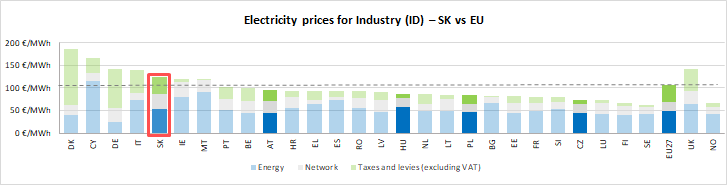 Electricity prices for Industry (ID) – SK vs EU
200 €/MWh
150 €/MWh
100 €/MWh
50 €/MWh
0 €/MWh
DK CY DE IT SK IE MT PT BE AT HR EL ES RO LV HU NL LT PL BG EE FR SI CZ LU FI SE EU27 UK NO
Energy Network Taxes and levies (excluding VAT)